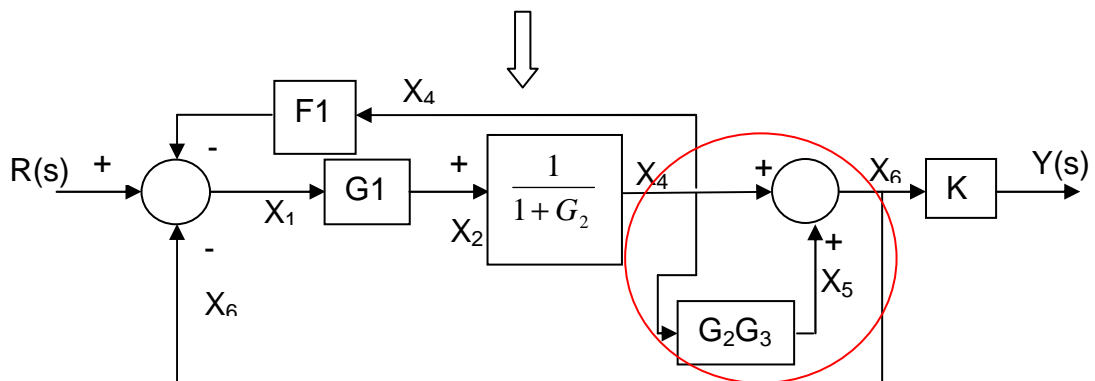 X₄
F1
-
R(s)
+
X₁
G1
+
X₂
1
1 + G₂
X₄
+
X₆
K
Y(s)
-
X₆
+
X₅
G₂G₃